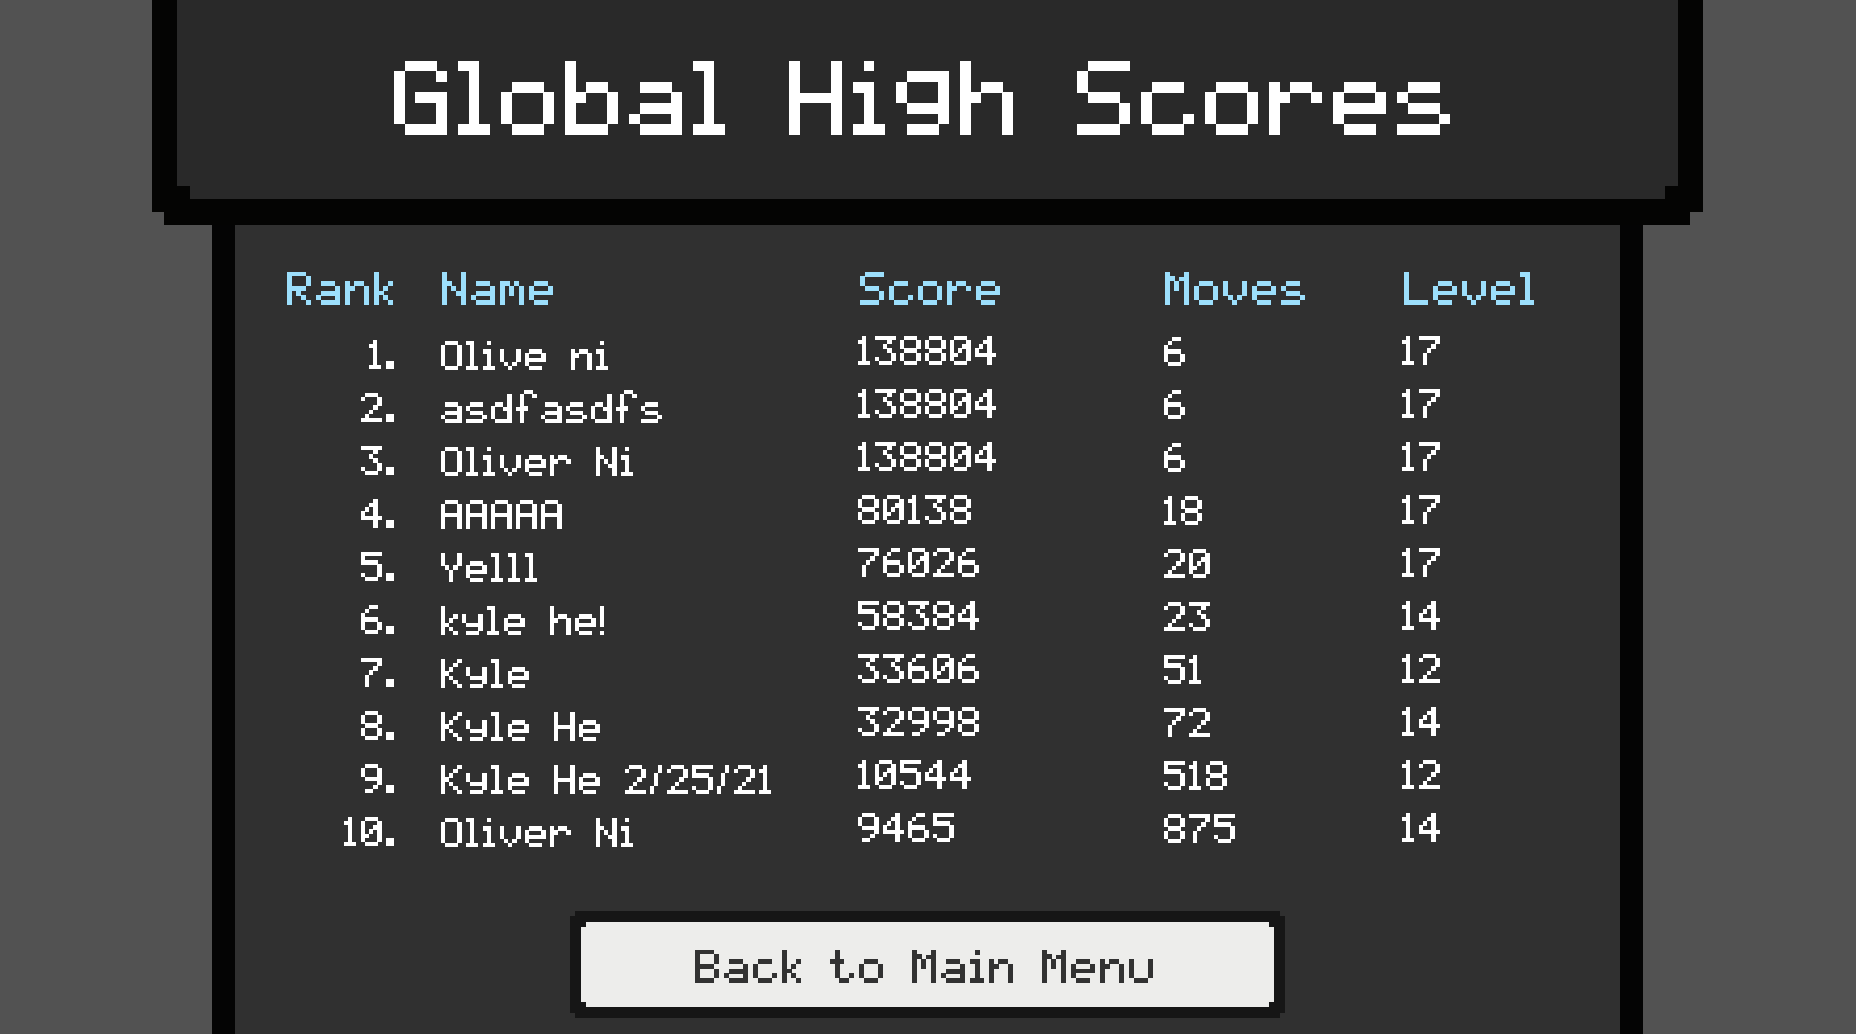 Global High Scores
Rank Name Score Moves Level
1. Olive ni 138804 6 17
2. asdfasdfs 138804 6 17
3. Oliver Ni 138804 6 17
4. AAAAA 80138 18 17
5. Yelll 76026 20 17
6. kyle he! 58384 23 14
7. Kyle 33606 51 12
8. Kyle He 32998 72 14
9. Kyle He 2/25/21 10544 518 12
10. Oliver Ni 9465 875 14
Back to Main Menu